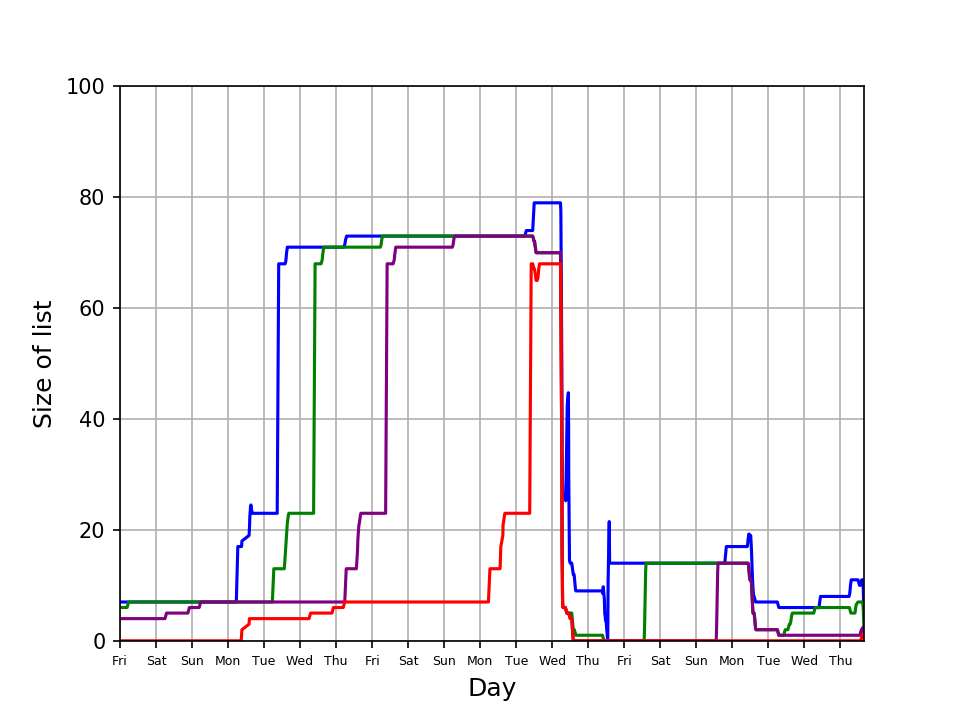 100
80
60
40
20
0
Size of list
Fri Sat Sun Mon Tue Wed Thu Fri Sat Sun Mon Tue Wed Thu Fri Sat Sun Mon Tue Wed Thu
Day